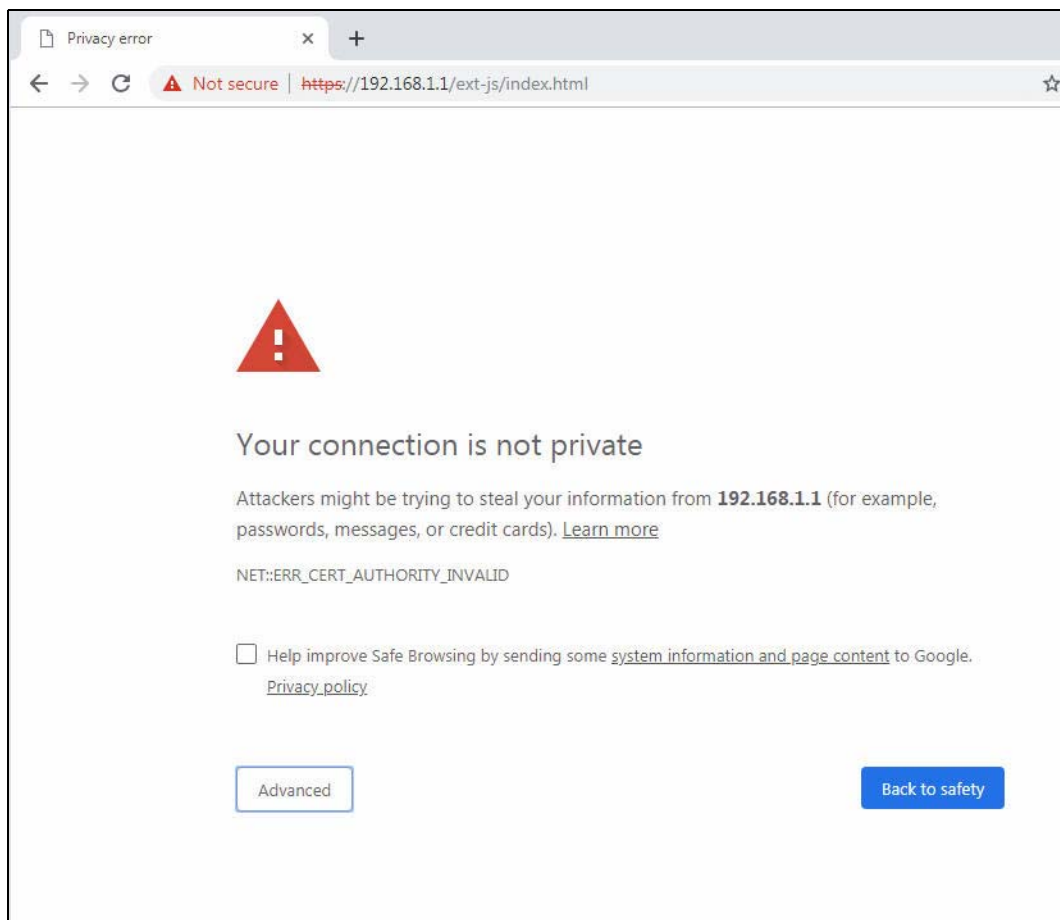 Privacy error
Not secure | https://192.168.1.1/ext-js/index.html
Your connection is not private
Attackers might be trying to steal your information from 192.168.1.1 (for example,
passwords, messages, or credit cards). Learn more
NET::ERR_CERT_AUTHORITY_INVALID
Help improve Safe Browsing by sending some system information and page content to Google.
Privacy policy
Advanced
Back to safety